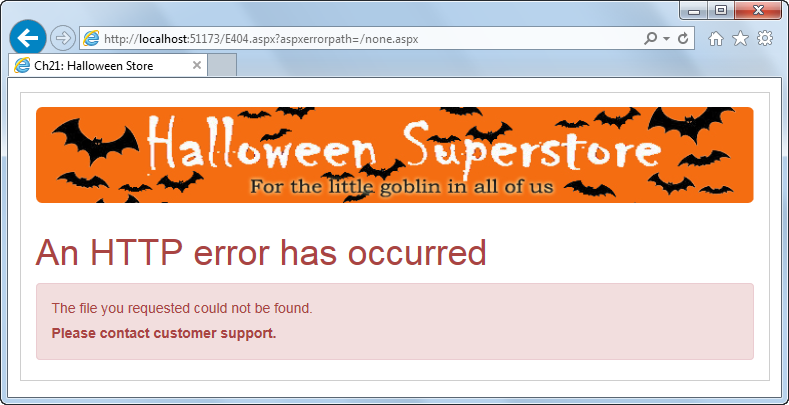 http://localhost:51173/E404.aspx?aspxerrorpath=/none.aspx
Ch21: Halloween Store
Halloween Superstore
For the little goblin in all of us
An HTTP error has occurred
The file you requested could not be found.
Please contact customer support.